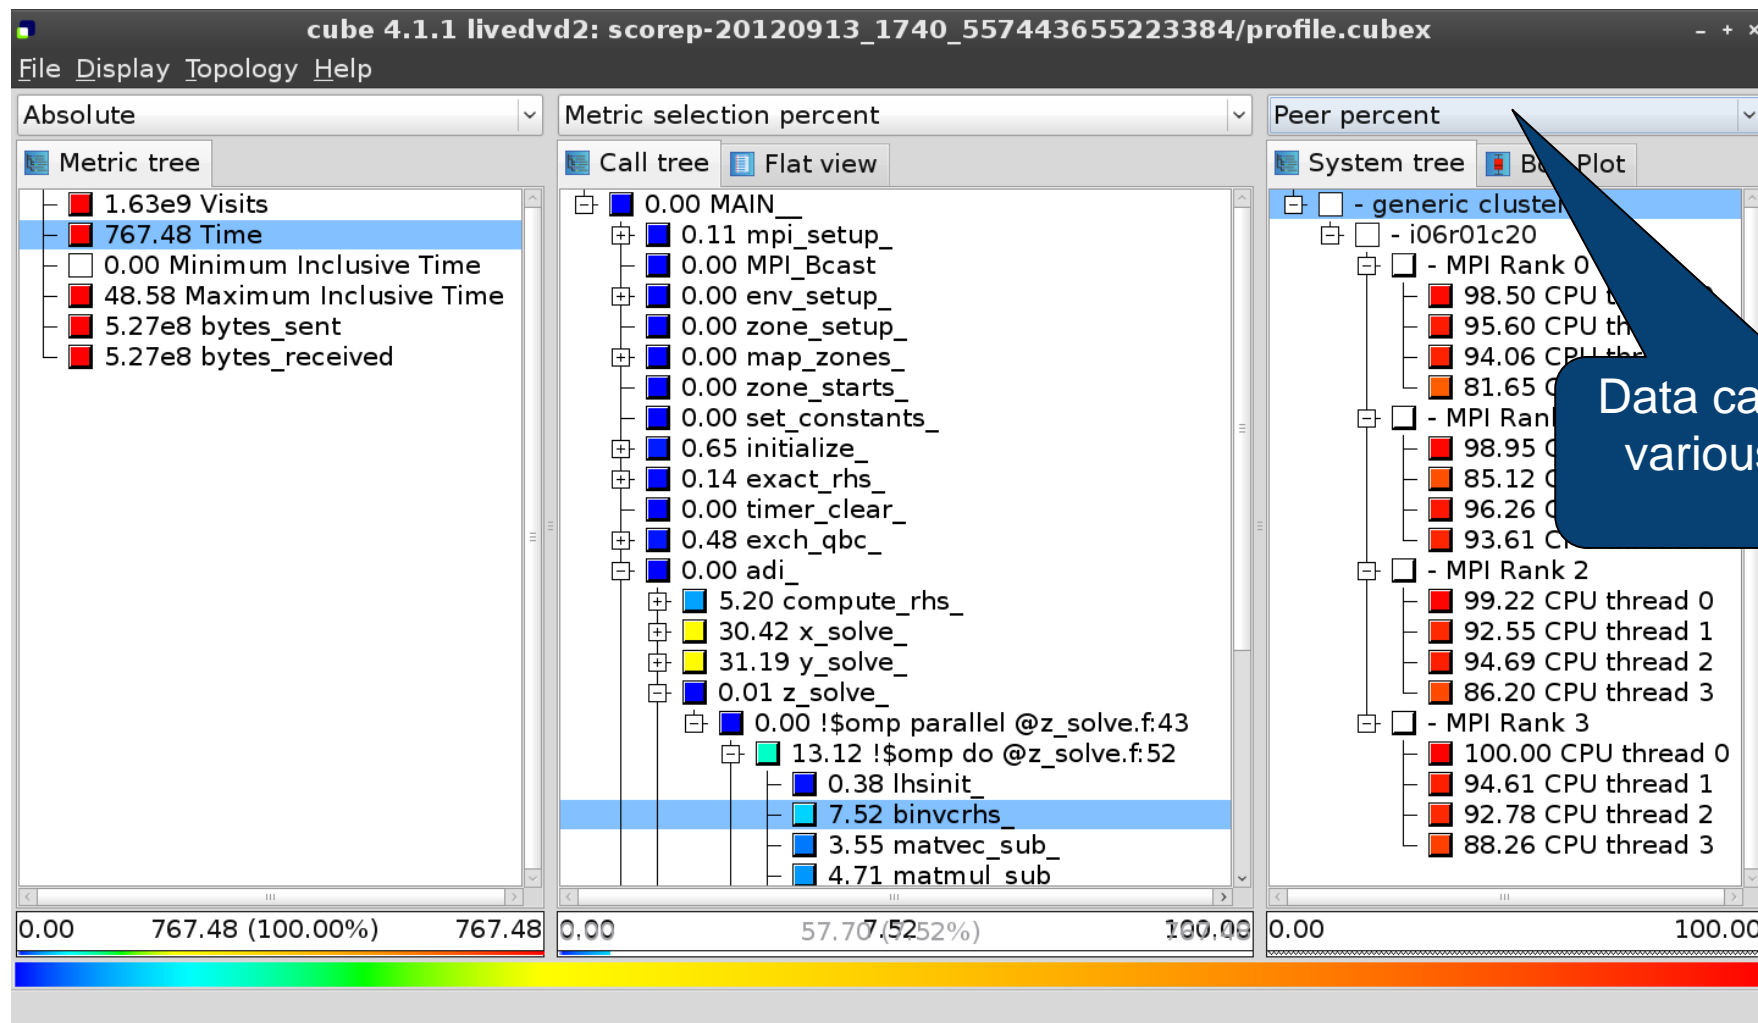 cube 4.1.1 livedvd2: scorep-20120913_1740_557443655223384/profile.cubex
File Display Topology Help
Absolute
Metric tree
1.63e9 Visits
767.48 Time
0.00 Minimum Inclusive Time
48.58 Maximum Inclusive Time
5.27e8 bytes_sent
5.27e8 bytes_received
0.00 767.48 (100.00%) 767.48
Metric selection percent
Call tree Flat view
0.00 MAIN__
0.11 mpi_setup_
0.00 MPI_Bcast
0.00 env_setup_
0.00 zone_setup_
0.00 map_zones_
0.00 zone_starts_
0.00 set_constants_
0.65 initialize_
0.14 exact_rhs_
0.00 timer_clear_
0.48 exch_qbc_
0.00 adi_
5.20 compute_rhs_
30.42 x_solve_
31.19 y_solve_
0.01 z_solve_
0.00 !$omp parallel @z_solve.f:43
13.12 !$omp do @z_solve.f:52
0.38 lhsinit_
7.52 binvcrhs_
3.55 matvec_sub_
4.71 matmul_sub
0.00 57.70 (7.52%) 7.52 100.00
Peer percent
System tree Plot
- generic cluster
- i06r01c20
- MPI Rank 0
98.50 CPU
95.60 CPU
94.06 CPU
81.65
- MPI
98.95
85.12
96.26
93.61
- MPI Rank 2
99.22 CPU thread 0
92.55 CPU thread 1
94.69 CPU thread 2
86.20 CPU thread 3
- MPI Rank 3
100.00 CPU thread 0
94.61 CPU thread 1
92.78 CPU thread 2
88.26 CPU thread 3
0.00 100.00
Data